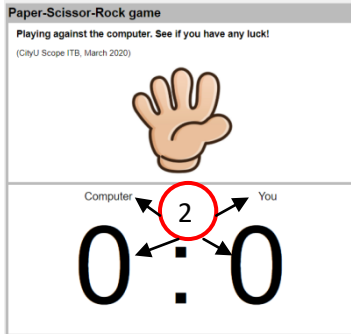 Paper-Scissor-Rock game
Playing against the computer. See if you have any luck!
(CityU Scope ITB, March 2020)
Computer 2 You
0 : 0